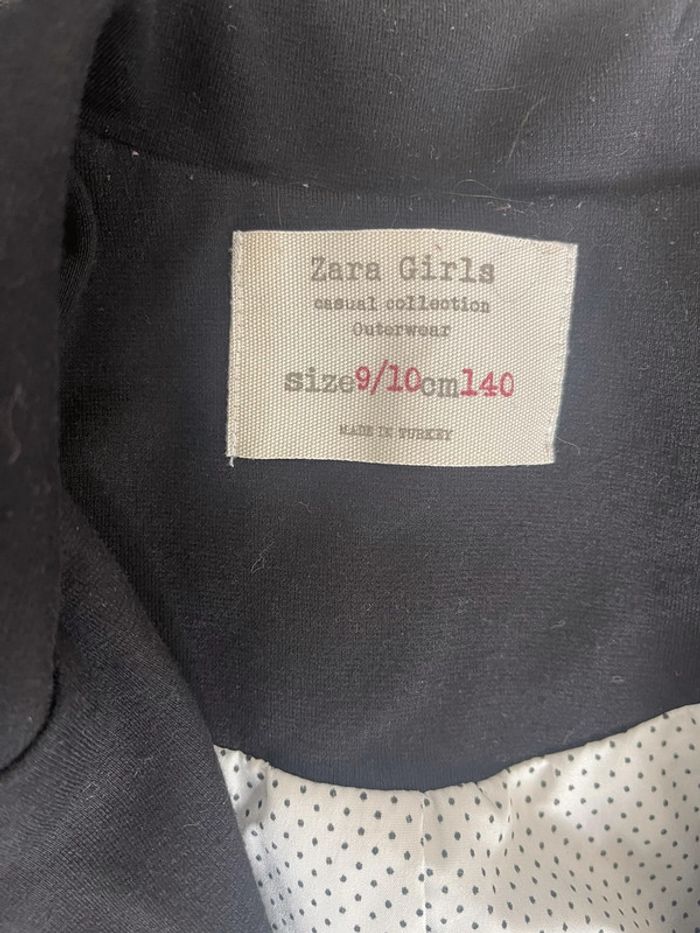 Zara Girls
casual collection
Outerwear
size9/10cm140
MADE IN TURKEY